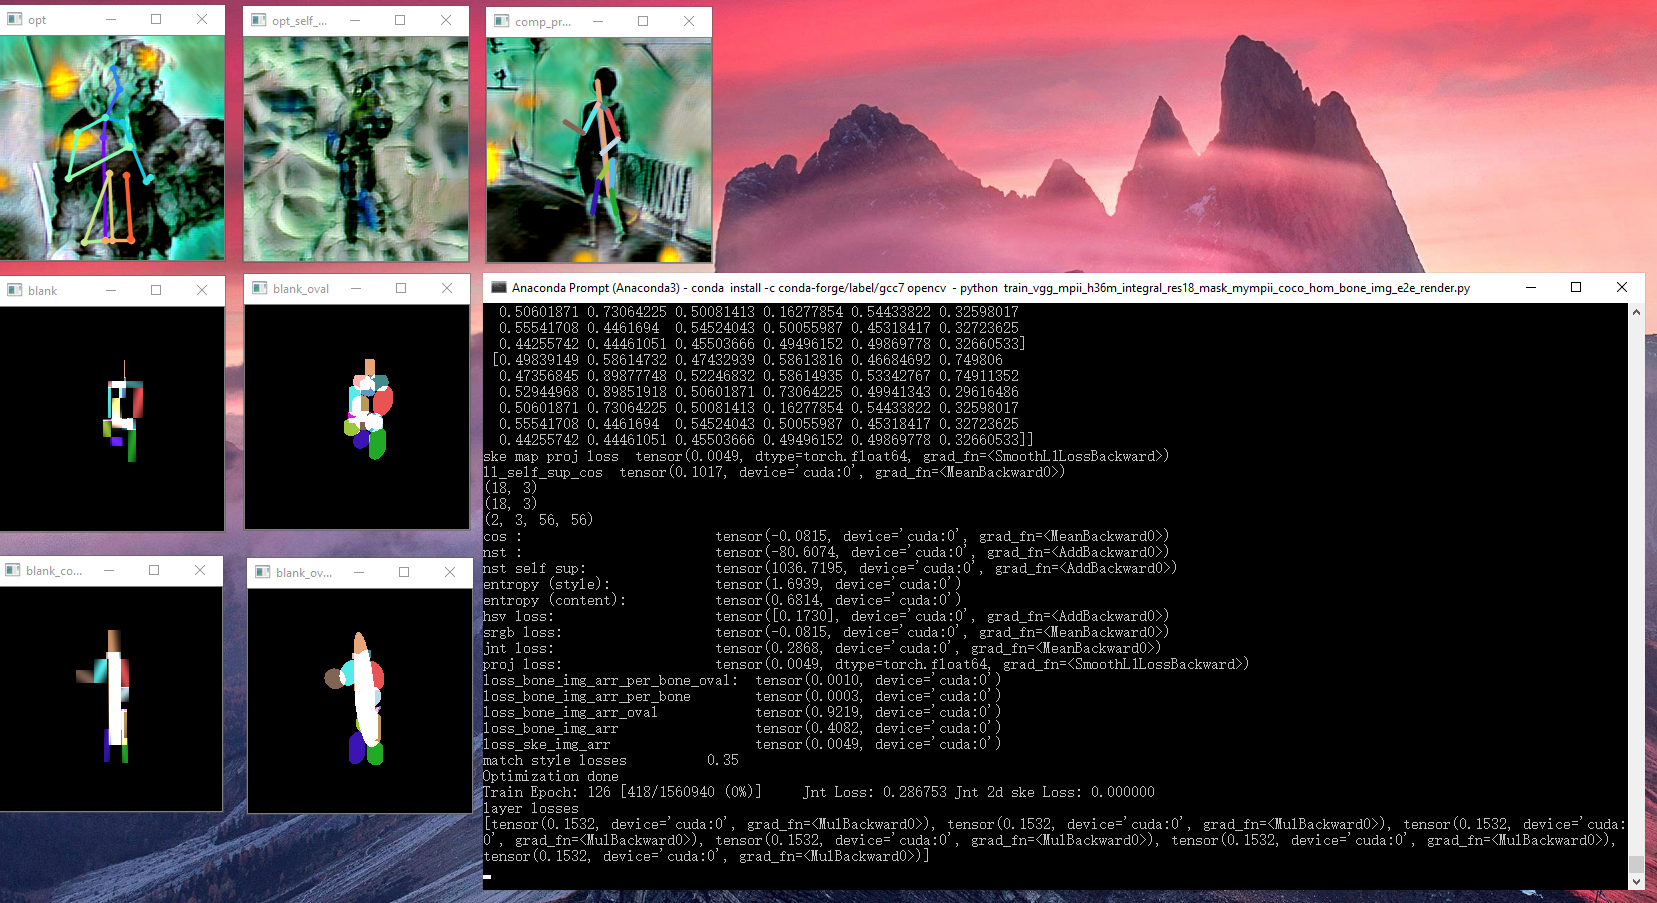 opt
opt_self_...
comp_pr...
blank
blank_oval
blank_co...
blank_ov...
Anaconda Prompt (Anaconda3) - conda  install -c conda-forge/label/gcc7 opencv  - python  train_vgg_mpii_h36m_integral_res18_mask_mympii_coco_hom_bone_img_e2e_render.py
0.50601871 0.73064225 0.50081413 0.16277854 0.54433822 0.32598017
0.55541708 0.4461694  0.54524043 0.50055987 0.45318417 0.32723625
0.44255742 0.44461051 0.45503666 0.49496152 0.49869778 0.32660533]
[0.49839149 0.58614732 0.47432939 0.58613816 0.46684692 0.749806
0.47356845 0.89877748 0.52246832 0.58614935 0.53342767 0.74911352
0.52944968 0.89851918 0.50601871 0.73064225 0.49941343 0.29616486
0.50601871 0.73064225 0.50081413 0.16277854 0.54433822 0.32598017
0.55541708 0.4461694  0.54524043 0.50055987 0.45318417 0.32723625
0.44255742 0.44461051 0.45503666 0.49496152 0.49869778 0.32660533]]
ske map proj loss  tensor(0.0049, dtype=torch.float64, grad_fn=<SmoothL1LossBackward>)
ll_self_sup_cos  tensor(0.1017, device='cuda:0', grad_fn=<MeanBackward0>)
(18, 3)
(18, 3)
(2, 3, 56, 56)
cos : tensor(-0.0815, device='cuda:0', grad_fn=<MeanBackward0>)
nst : tensor(-80.6074, device='cuda:0', grad_fn=<AddBackward0>)
nst self sup: tensor(1036.7195, device='cuda:0', grad_fn=<AddBackward0>)
entropy (style): tensor(1.6939, device='cuda:0')
entropy (content): tensor(0.6814, device='cuda:0')
hsv loss: tensor([0.1730], device='cuda:0', grad_fn=<AddBackward0>)
srgb loss: tensor(-0.0815, device='cuda:0', grad_fn=<MeanBackward0>)
jnt loss: tensor(0.2868, device='cuda:0', grad_fn=<MeanBackward0>)
proj loss: tensor(0.0049, dtype=torch.float64, grad_fn=<SmoothL1LossBackward>)
loss_bone_img_arr_per_bone_oval:  tensor(0.0010, device='cuda:0')
loss_bone_img_arr_per_bone tensor(0.0003, device='cuda:0')
loss_bone_img_arr_oval tensor(0.9219, device='cuda:0')
loss_bone_img_arr tensor(0.4082, device='cuda:0')
loss_ske_img_arr tensor(0.0049, device='cuda:0')
match style losses 0.35
Optimization done
Train Epoch: 126 [418/1560940 (0%)]     Jnt Loss: 0.286753 Jnt 2d ske Loss: 0.000000
layer losses
[tensor(0.1532, device='cuda:0', grad_fn=<MulBackward0>), tensor(0.1532, device='cuda:0', grad_fn=<MulBackward0>), tensor(0.1532, device='cuda:
0', grad_fn=<MulBackward0>), tensor(0.1532, device='cuda:0', grad_fn=<MulBackward0>), tensor(0.1532, device='cuda:0', grad_fn=<MulBackward0>),
tensor(0.1532, device='cuda:0', grad_fn=<MulBackward0>)]